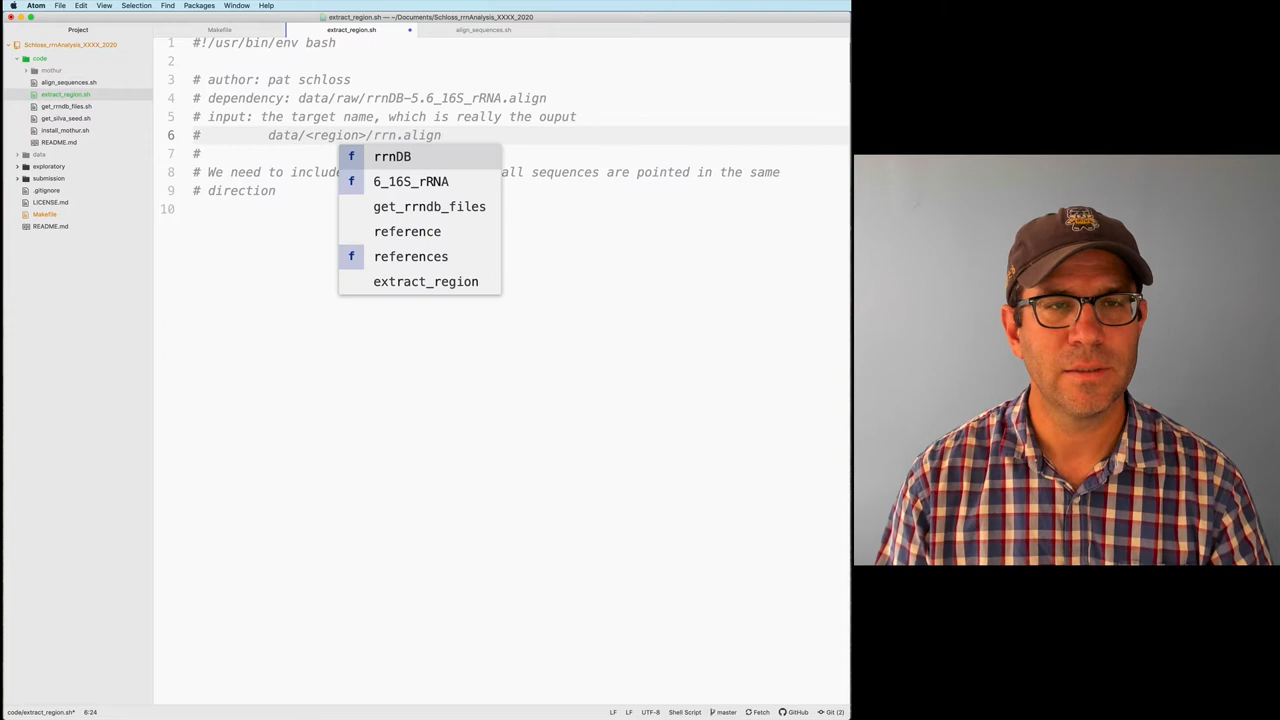 Atom File Edit View Selection Find Packages Window Help
extract_region.sh — ~/Documents/Schloss_rrnAnalysis_XXXX_2020
Project
Makefile
extract_region.sh
align_sequences.sh
Schloss_rrnAnalysis_XXXX_2020
code
mothur
align_sequences.sh
extract_region.sh
get_rrndb_files.sh
get_silva_seed.sh
install_mothur.sh
README.md
data
exploratory
submission
.gitignore
LICENSE.md
Makefile
README.md
1 #!/usr/bin/env bash
2
3 # author: pat schloss
4 # dependency: data/raw/rrnDB-5.6_16S_rRNA.align
5 # input: the target name, which is really the ouput
6 # data/<region>/rrn.align
7 #
8 # We need to include all sequences are pointed in the same
9 # direction
10
f rrnDB
f 6_16S_rRNA
get_rrndb_files
reference
f references
extract_region
code/extract_region.sh* 6:24
LF LF UTF-8 Shell Script master Fetch GitHub Git (2)